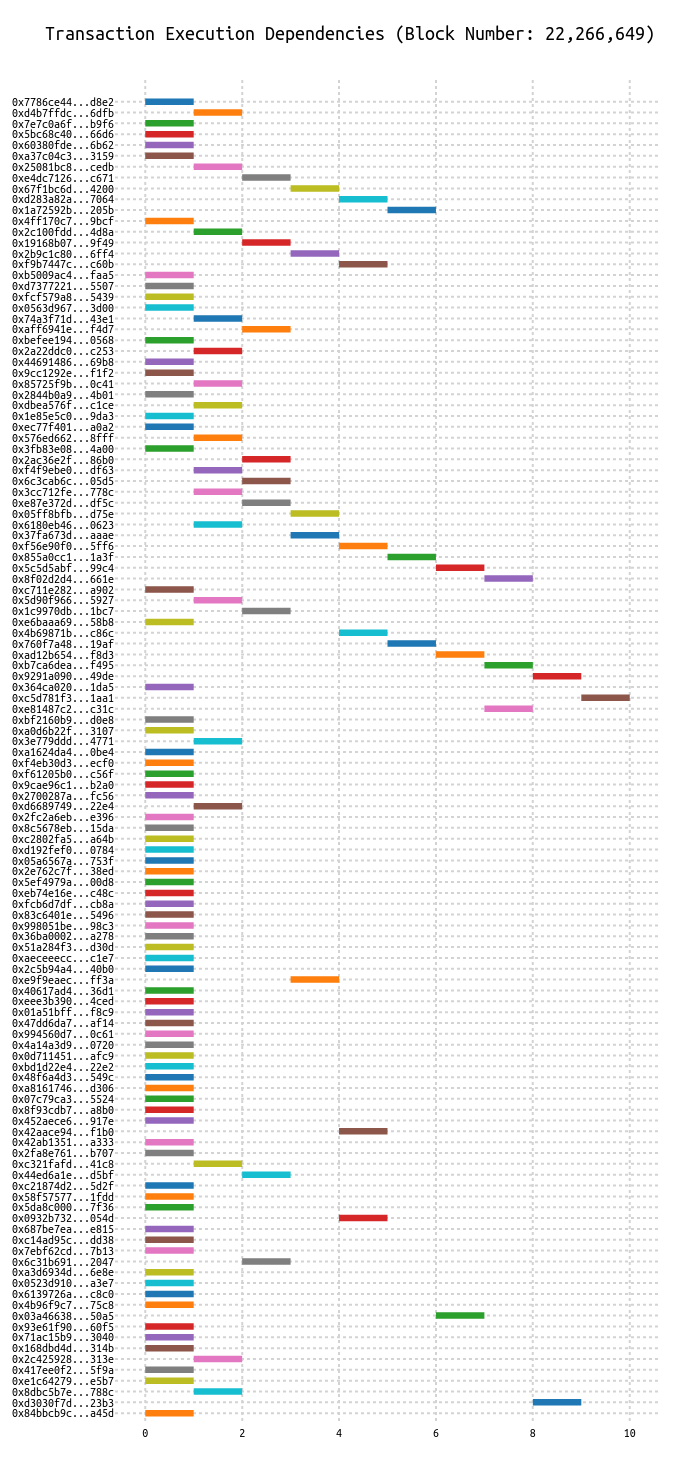 Transaction Execution Dependencies (Block Number: 22,266,649)
0x7786ce44...d8e2
0xd4b7ffdc...6dfb
0x7e7c0a6f...b9f6
0x5bc68c40...66d6
0x60380fde...6b62
0xa37c04c3...3159
0x25081bc8...cedb
0xe4dc7126...c671
0x67f1bc6d...4200
0xd283a82a...7064
0x1a72592b...205b
0x4ff170c7...9bcf
0x2c100fdd...4d8a
0x19168b07...9f49
0x2b9c1c80...6ff4
0xf9b7447c...c60b
0xb5009ac4...faa5
0xd7377221...5507
0xfcf579a8...5439
0x0563d967...3d00
0x74a3f71d...43e1
0xaff6941e...f4d7
0xbefee194...0568
0x2a22ddc0...c253
0x44691486...69b8
0x9cc1292e...f1f2
0x85725f9b...0c41
0x2844b0a9...4b01
0xdbea576f...c1ce
0x1e85e5c0...9da3
0xec77f401...a0a2
0x576ed662...8fff
0x3fb83e08...4a00
0x2ac36e2f...86b0
0xf4f9ebe0...df63
0x6c3cab6c...05d5
0x3cc712fe...778c
0xe87e372d...df5c
0x05ff8bfb...d75e
0x6180eb46...0623
0x37fa673d...aaae
0xf56e90f0...5ff6
0x855a0cc1...1a3f
0x5c5d5abf...99c4
0x8f02d2d4...661e
0xc711e282...a902
0x5d90f966...5927
0x1c9970db...1bc7
0xe6baaa69...58b8
0x4b69871b...c86c
0x760f7a48...19af
0xad12b654...f8d3
0xb7ca6dea...f495
0x9291a090...49de
0x364ca020...1da5
0xc5d781f3...1aa1
0xe81487c2...c31c
0xbf2160b9...d0e8
0xa0d6b22f...3107
0x3e779ddd...4771
0xa1624da4...0be4
0xf4eb30d3...ecf0
0xf61205b0...c56f
0x9cae96c1...b2a0
0x2700287a...fc56
0xd6689749...22e4
0x2fc2a6eb...e396
0x8c5678eb...15da
0xc2802fa5...a64b
0xd192fef0...0784
0x05a6567a...753f
0x2e762c7f...38ed
0x5ef4979a...00d8
0xeb74e16e...c48c
0xfcb6d7df...cb8a
0x83c6401e...5496
0x998051be...98c3
0x36ba0002...a278
0x51a284f3...d30d
0xaeceeecc...c1e7
0x2c5b94a4...40b0
0xe9f9eaec...ff3a
0x40617ad4...36d1
0xeee3b390...4ced
0x01a51bff...f8c9
0x47dd6da7...af14
0x994560d7...0c61
0x4a14a3d9...0720
0x0d711451...afc9
0xbd1d22e4...22e2
0x48f6a4d3...549c
0xa8161746...d306
0x07c79ca3...5524
0x8f93cdb7...a8b0
0x452aece6...917e
0x42aace94...f1b0
0x42ab1351...a333
0x2fa8e761...b707
0xc321fafd...41c8
0x44ed6a1e...d5bf
0xc21874d2...5d2f
0x58f57577...1fdd
0x5da8c000...7f36
0x0932b732...054d
0x687be7ea...e815
0xc14ad95c...dd38
0x7ebf62cd...7b13
0x6c31b691...2047
0xa3d6934d...6e8e
0x0523d910...a3e7
0x6139726a...c8c0
0x4b96f9c7...75c8
0x03a46638...50a5
0x93e61f90...60f5
0x71ac15b9...3040
0x168dbd4d...314b
0x2c425928...313e
0x417ee0f2...5f9a
0xe1c64279...e5b7
0x8dbc5b7e...788c
0xd3030f7d...23b3
0x84bbcb9c...a45d
0 2 4 6 8 10